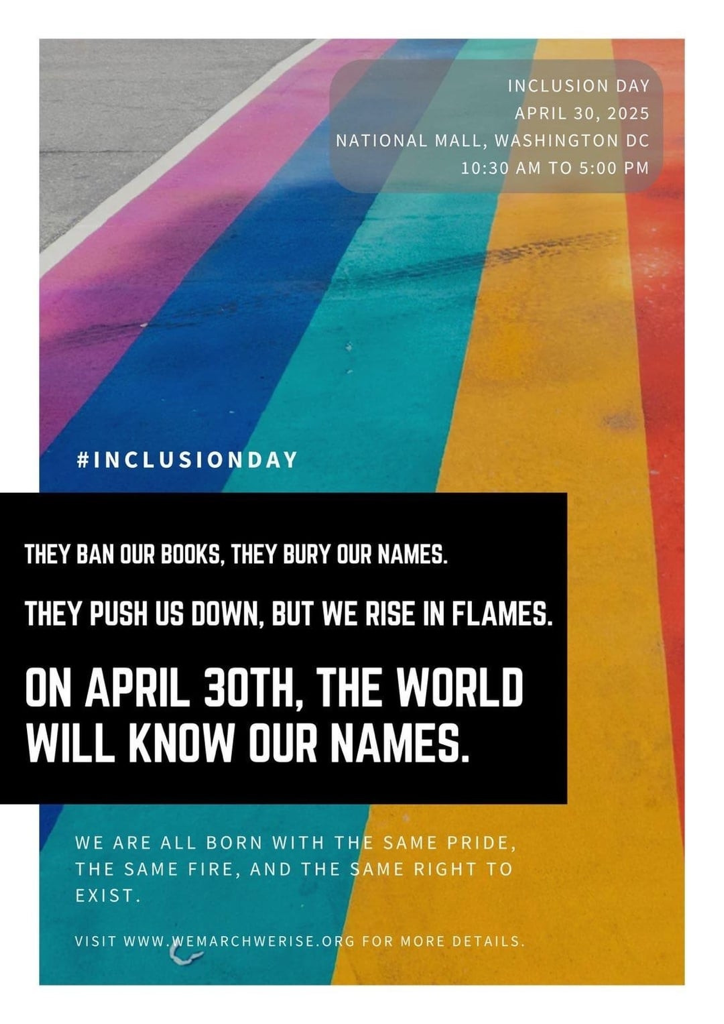 INCLUSION DAY
APRIL 30, 2025
NATIONAL MALL, WASHINGTON DC
10:30 AM TO 5:00 PM
#INCLUSIONDAY
THEY BAN OUR BOOKS, THEY BURY OUR NAMES.
THEY PUSH US DOWN, BUT WE RISE IN FLAMES.
ON APRIL 30TH, THE WORLD
WILL KNOW OUR NAMES.
WE ARE ALL BORN WITH THE SAME PRIDE,
THE SAME FIRE, AND THE SAME RIGHT TO
EXIST.
VISIT WWW.WEMARCHWERISE.ORG FOR MORE DETAILS.